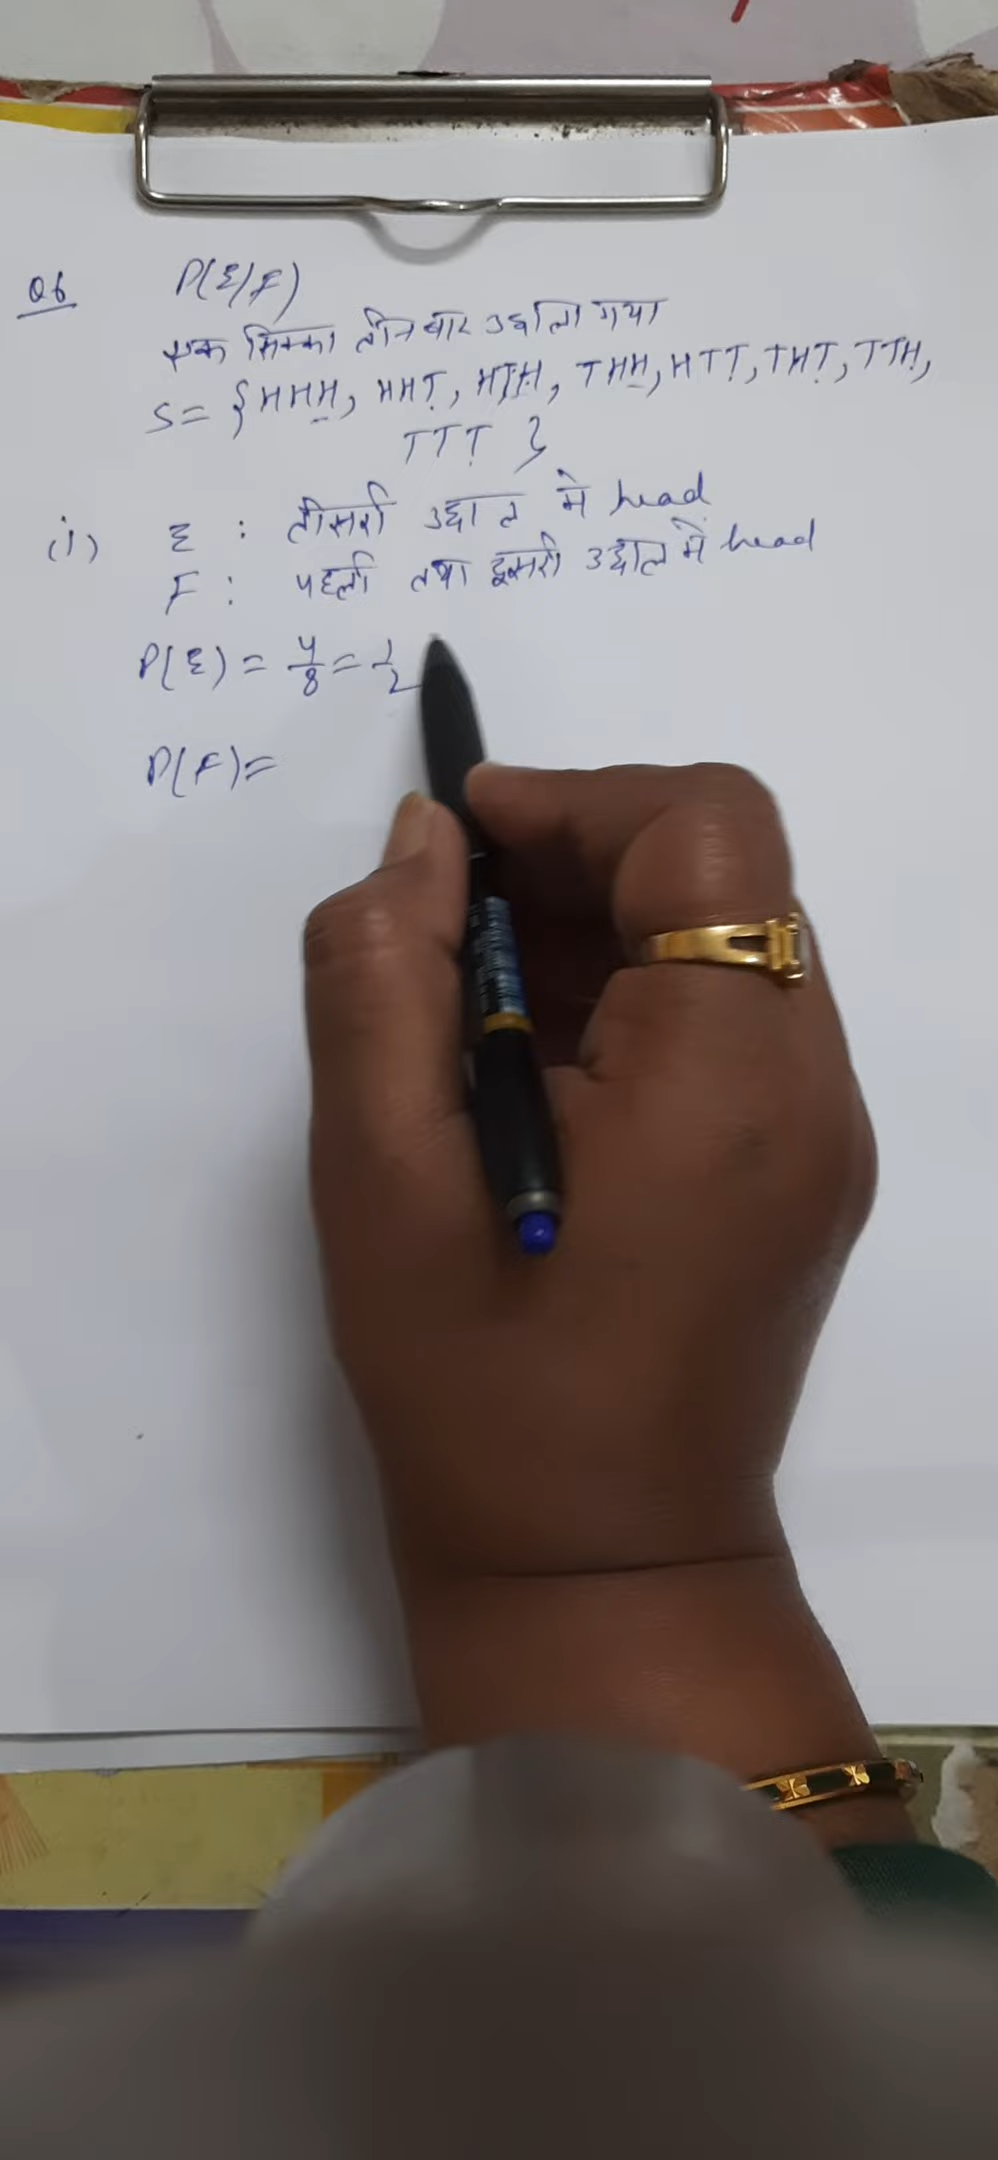 Q6 P(E/F)
एक सिक्का तीन बार उछाला गया
S = { HHH, HHT, HTH, THH, HTT, THT, TTH,
TTT }
(i) E : तीसरी उछाल में head
F : पहली तथा दूसरी उछाल में head
P(E) = 4/8 = 1/2
P(F) =